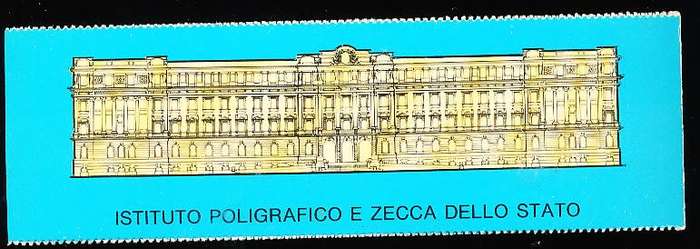 ISTITUTO POLIGRAFICO E ZECCA DELLO STATO